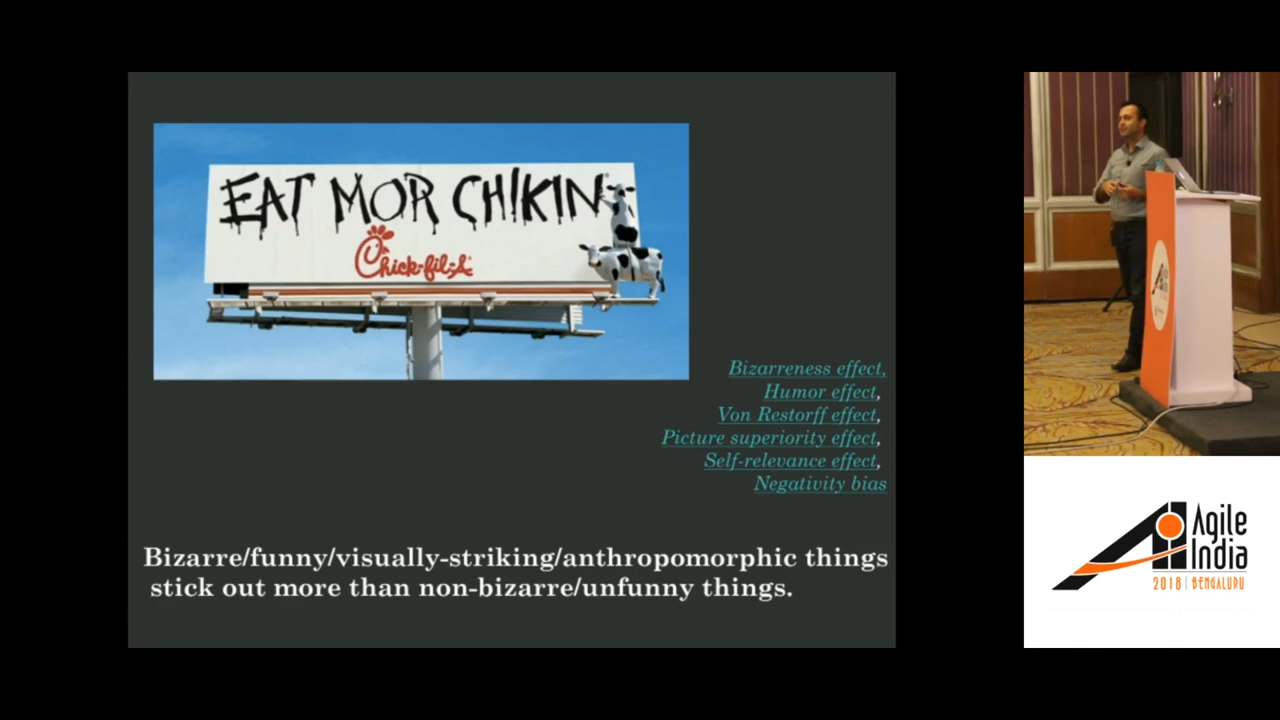 EAT MOR CHIKIN
Chick-fil-A
Bizarreness effect,
Humor effect,
Von Restorff effect,
Picture superiority effect,
Self-relevance effect,
Negativity bias
Bizarre/funny/visually-striking/anthropomorphic things
stick out more than non-bizarre/unfunny things.
Agile
India
2018 | BENGALURU